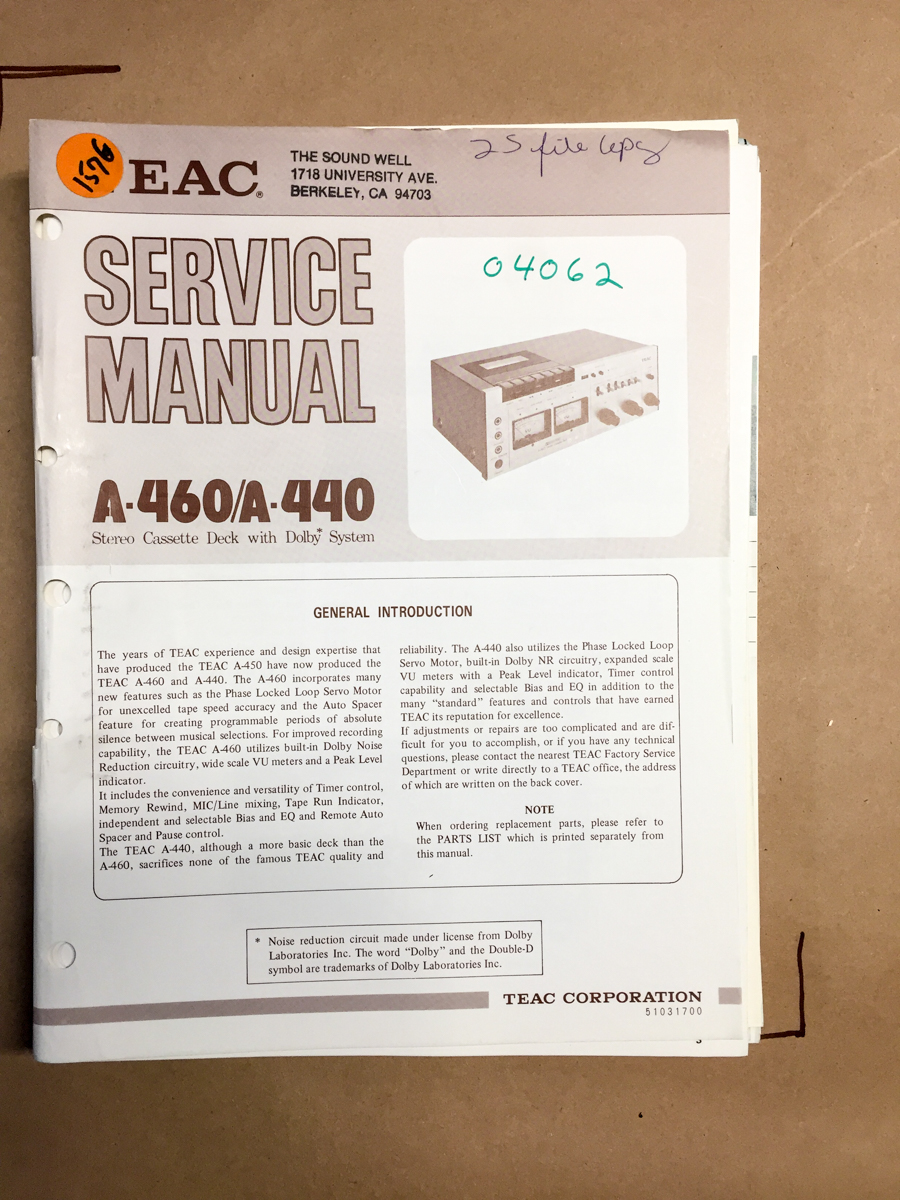 1576
EAC®
THE SOUND WELL
1718 UNIVERSITY AVE.
BERKELEY, CA 94703
file
SERVICE
MANUAL
04062
A-460/A-440
Stereo Cassette Deck with Dolby* System
GENERAL INTRODUCTION
The years of TEAC experience and design expertise that
have produced the TEAC A-450 have now produced the
TEAC A-460 and A-440. The A-460 incorporates many
new features such as the Phase Locked Loop Servo Motor
for unexcelled tape speed accuracy and the Auto Spacer
feature for creating programmable periods of absolute
silence between musical selections. For improved recording
capability, the TEAC A-460 utilizes built-in Dolby Noise
Reduction circuitry, wide scale VU meters and a Peak Level
indicator.
It includes the convenience and versatility of Timer control,
Memory Rewind, MIC/Line mixing, Tape Run Indicator,
independent and selectable Bias and EQ and Remote Auto
Spacer and Pause control.
The TEAC A-440, although a more basic deck than the
A-460, sacrifices none of the famous TEAC quality and
reliability. The A-440 also utilizes the Phase Locked Loop
Servo Motor, built-in Dolby NR circuitry, expanded scale
VU meters with a Peak Level indicator, Timer control
capability and selectable Bias and EQ in addition to the
many “standard” features and controls that have earned
TEAC its reputation for excellence.
If adjustments or repairs are too complicated and are dif-
ficult for you to accomplish, or if you have any technical
questions, please contact the nearest TEAC Factory Service
Department or write directly to a TEAC office, the address
of which are written on the back cover.
NOTE
When ordering replacement parts, please refer to
the PARTS LIST which is printed separately from
this manual.
* Noise reduction circuit made under license from Dolby
Laboratories Inc. The word “Dolby” and the Double-D
symbol are trademarks of Dolby Laboratories Inc.
TEAC CORPORATION
51031700